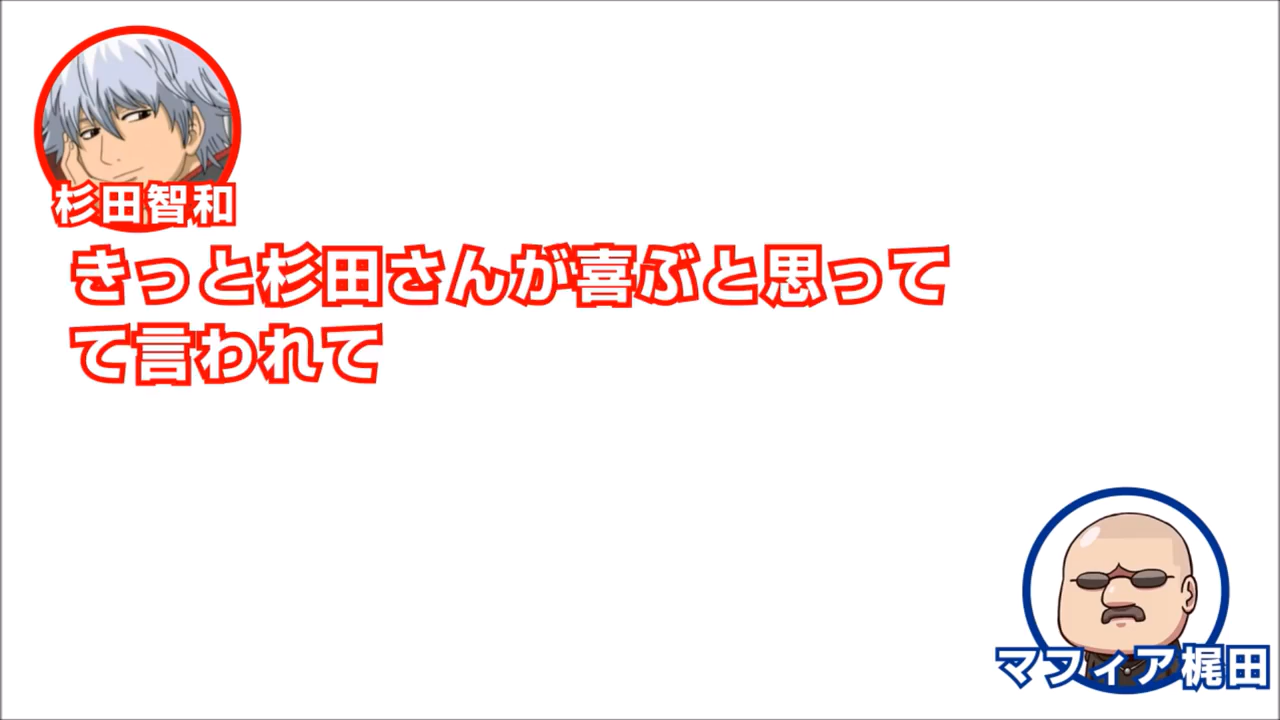 杉田智和
きっと杉田さんが喜ぶと思って
て言われて
マフィア梶田